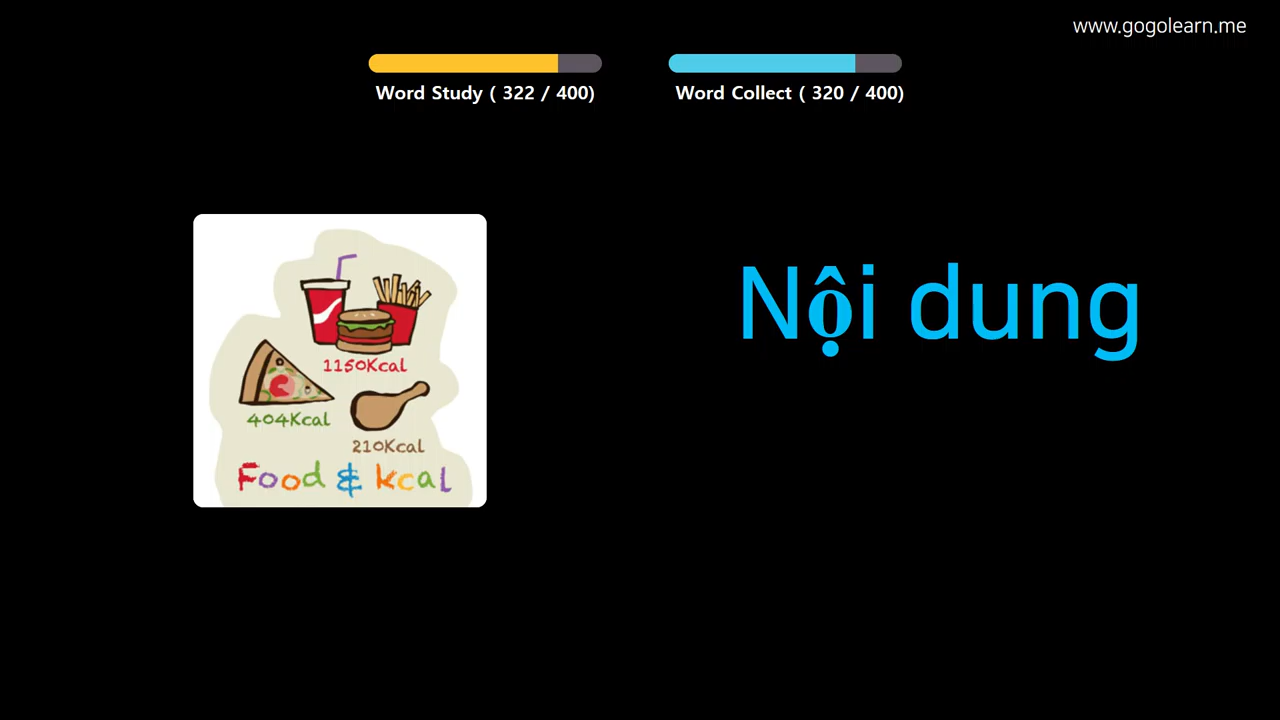 www.gogolearn.me
Word Study ( 322 / 400)
Word Collect ( 320 / 400)
Nội dung
1150Kcal
404Kcal
210Kcal
Food & kcal